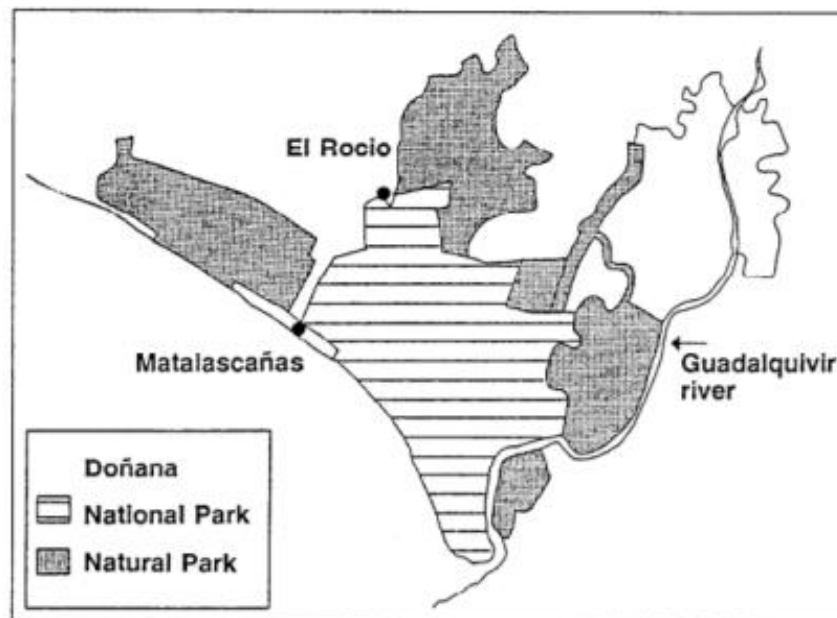 El Rocio
Matalascañas
Guadalquivir
river
Doñana
National Park
Natural Park